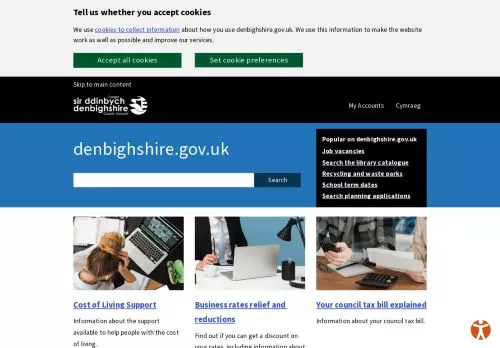 Tell us whether you accept cookies
We use cookies to collect information about how you use denbighshire.gov.uk. We use this information to make the website
work as well as possible and improve our services.
Accept all cookies
Set cookie preferences
Skip to main content
sir ddinbych
denbighshire
County Council
My Accounts
Cymraeg
denbighshire.gov.uk
Search
Popular on denbighshire.gov.uk
Job vacancies
Search the library catalogue
Recycling and waste parks
School term dates
Search planning applications
Cost of Living Support
Information about the support
available to help people with the cost
of living.
Business rates relief and
reductions
Find out if you can get a discount on
your rates, including information about
Your council tax bill explained
Information about your council tax bill.